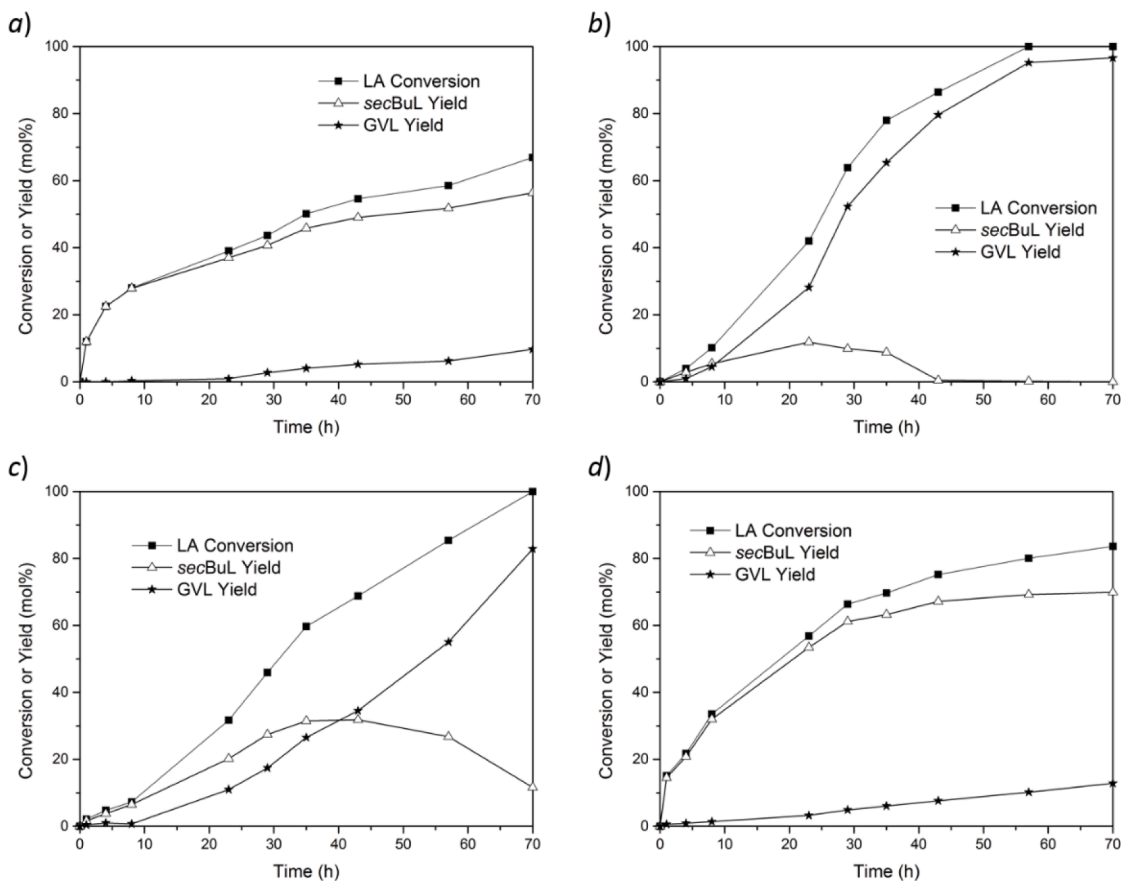 a)
100
80
60
40
20
0
Conversion or Yield (mol%)
LA Conversion
secBuL Yield
GVL Yield
0 10 20 30 40 50 60 70
Time (h)
b)
100
80
60
40
20
0
Conversion or Yield (mol%)
LA Conversion
secBuL Yield
GVL Yield
0 10 20 30 40 50 60 70
Time (h)
c)
100
80
60
40
20
0
Conversion or Yield (mol%)
LA Conversion
secBuL Yield
GVL Yield
0 10 20 30 40 50 60 70
Time (h)
d)
100
80
60
40
20
0
Conversion or Yield (mol%)
LA Conversion
secBuL Yield
GVL Yield
0 10 20 30 40 50 60 70
Time (h)